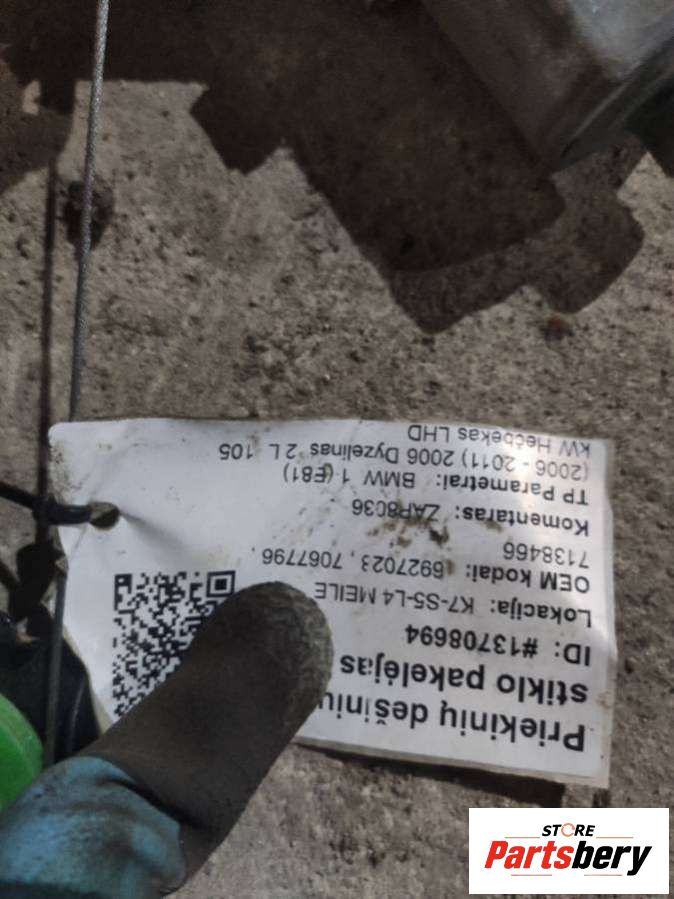 Priekinių dešinių
stiklo pakelėjas
ID: #13708694
Lokacija: K7-S5-L4 MEILE
OEM kodai: 6927023 , 7067796 ,
7138466
Komentaras: ZAP8C36
TP Parametrai: BMW 1 (E81)
(2006 - 2011) 2006 Dyzelinas 2 L 105
kW Hečbekas LHD
STORE
Partsbery